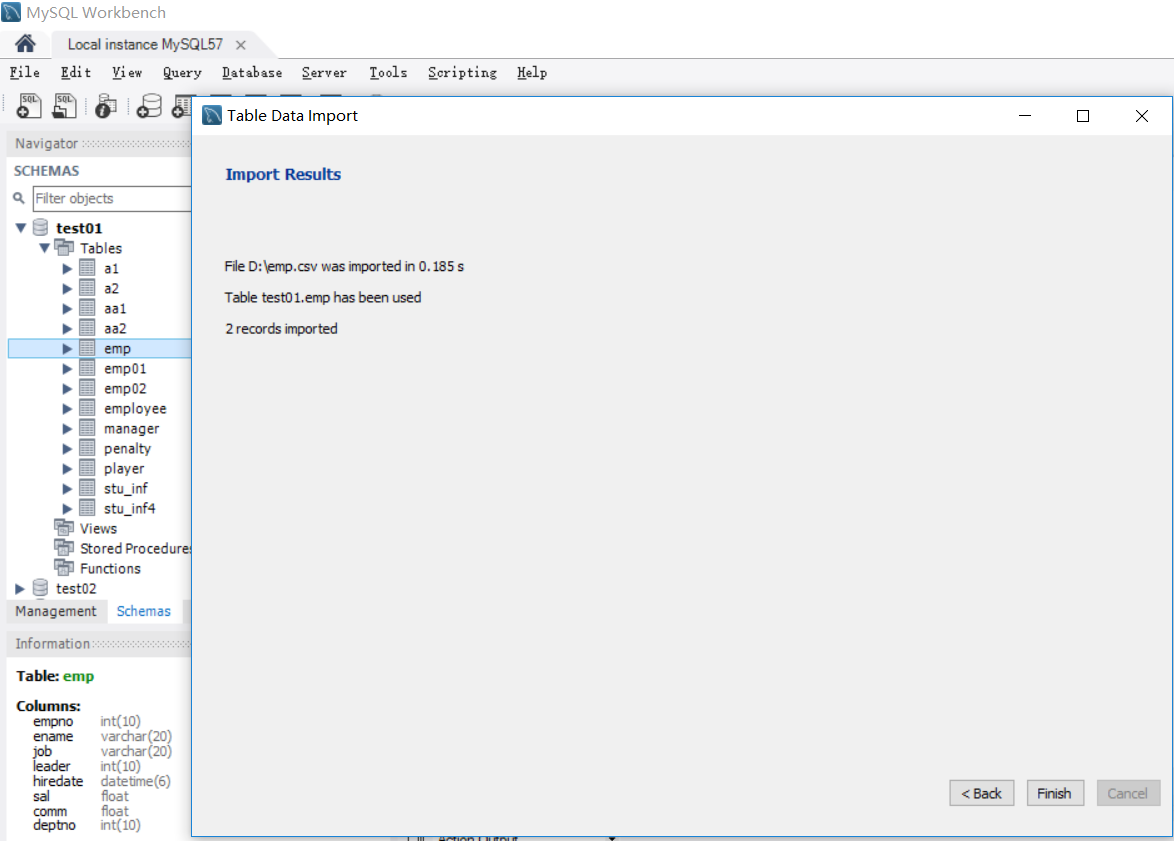 MySQL Workbench
Local instance MySQL57
File Edit View Query Database Server Tools Scripting Help
SQL SQL
Table Data Import
Navigator
SCHEMAS
Filter objects
test01
Tables
a1
a2
aa1
aa2
emp
emp01
emp02
employee
manager
penalty
player
stu_inf
stu_inf4
Views
Stored Procedures
Functions
test02
Management Schemas
Information
Table: emp
Columns:
empno int(10)
ename varchar(20)
job varchar(20)
leader int(10)
hiredate datetime(6)
sal float
comm float
deptno int(10)
Import Results
File D:\emp.csv was imported in 0.185 s
Table test01.emp has been used
2 records imported
< Back Finish Cancel
Action Output